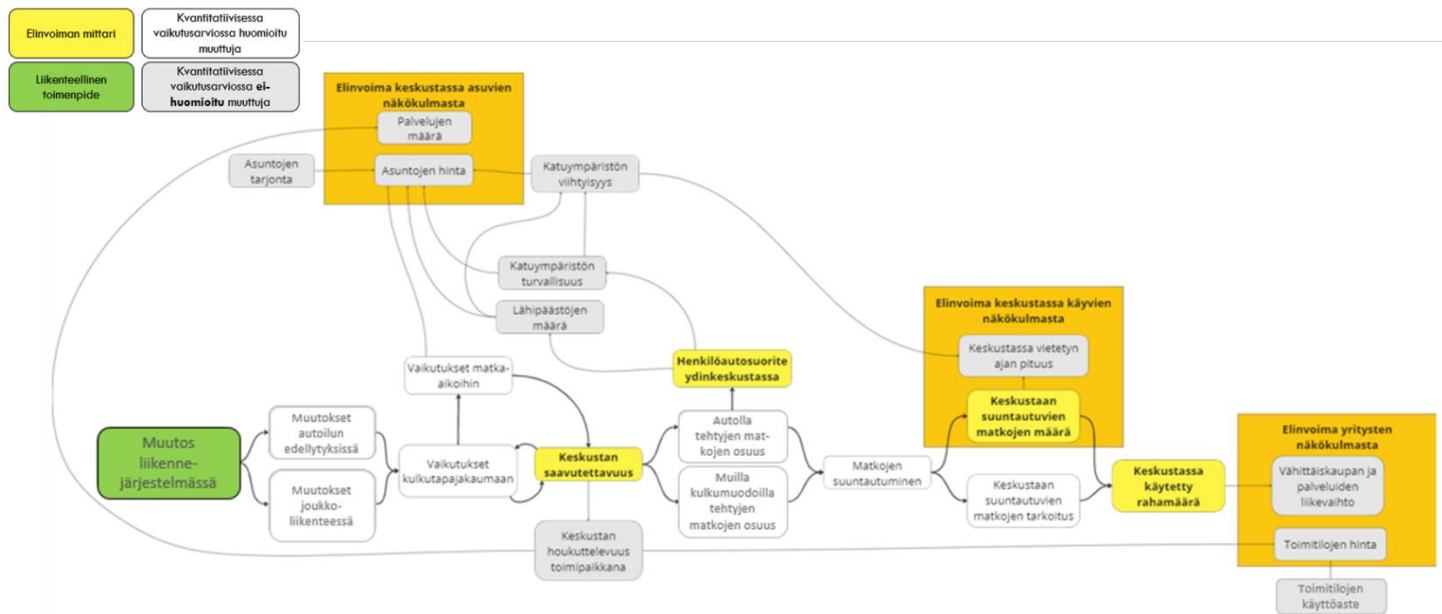 Elinvoiman mittari
Kvantitatiivisessa
vaikutusarviossa huomioitu
muuttuja
Liikenteellinen
toimenpide
Kvantitatiivisessa
vaikutusarviossa ei-
huomioitu muuttuja
Elinvoima keskustassa asuvien
näkökulmasta
Palvelujen
määrä
Asuntojen
tarjonta
Asuntojen hinta
Katuympäristön
viihtyisyys
Katuympäristön
turvallisuus
Lähipäästöjen
määrä
Elinvoima keskustassa käyvien
näkökulmasta
Keskustassa vietetyn
ajan pituus
Keskustaan
suuntautuvien
matkojen määrä
Vaikutukset matka-
aikoihin
Henkilöautosuorite
ydinkeskustassa
Muutos
liikenne-
järjestelmässä
Muutokset
autoilun
edellytyksissä
Muutokset
joukko-
liikenteessä
Vaikutukset
kulkutapajakaumaan
Keskustan
saavutettavuus
Autolla
tehtyjen mat-
kojen osuus
Muilla
kulkumuodoilla
tehtyjen
matkojen osuus
Matkojen
suuntautuminen
Keskustaan
suuntautuvien
matkojen tarkoitus
Keskustassa
käytetty
rahamäärä
Elinvoima yritysten
näkökulmasta
Vähittäiskaupan ja
palveluiden
liikevaihto
Toimitilojen hinta
Keskustan
houkuttelevuus
toimipaikkana
Toimitilojen
käyttöaste